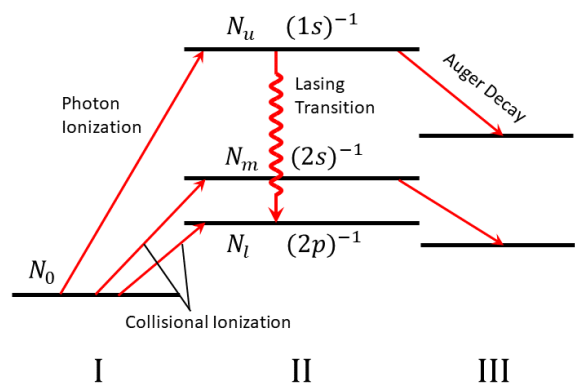 N_u (1s)^{-1}
Photon
Ionization
Lasing
Transition
Auger Decay
N_m (2s)^{-1}
N_l (2p)^{-1}
N_0
Collisional Ionization
I II III